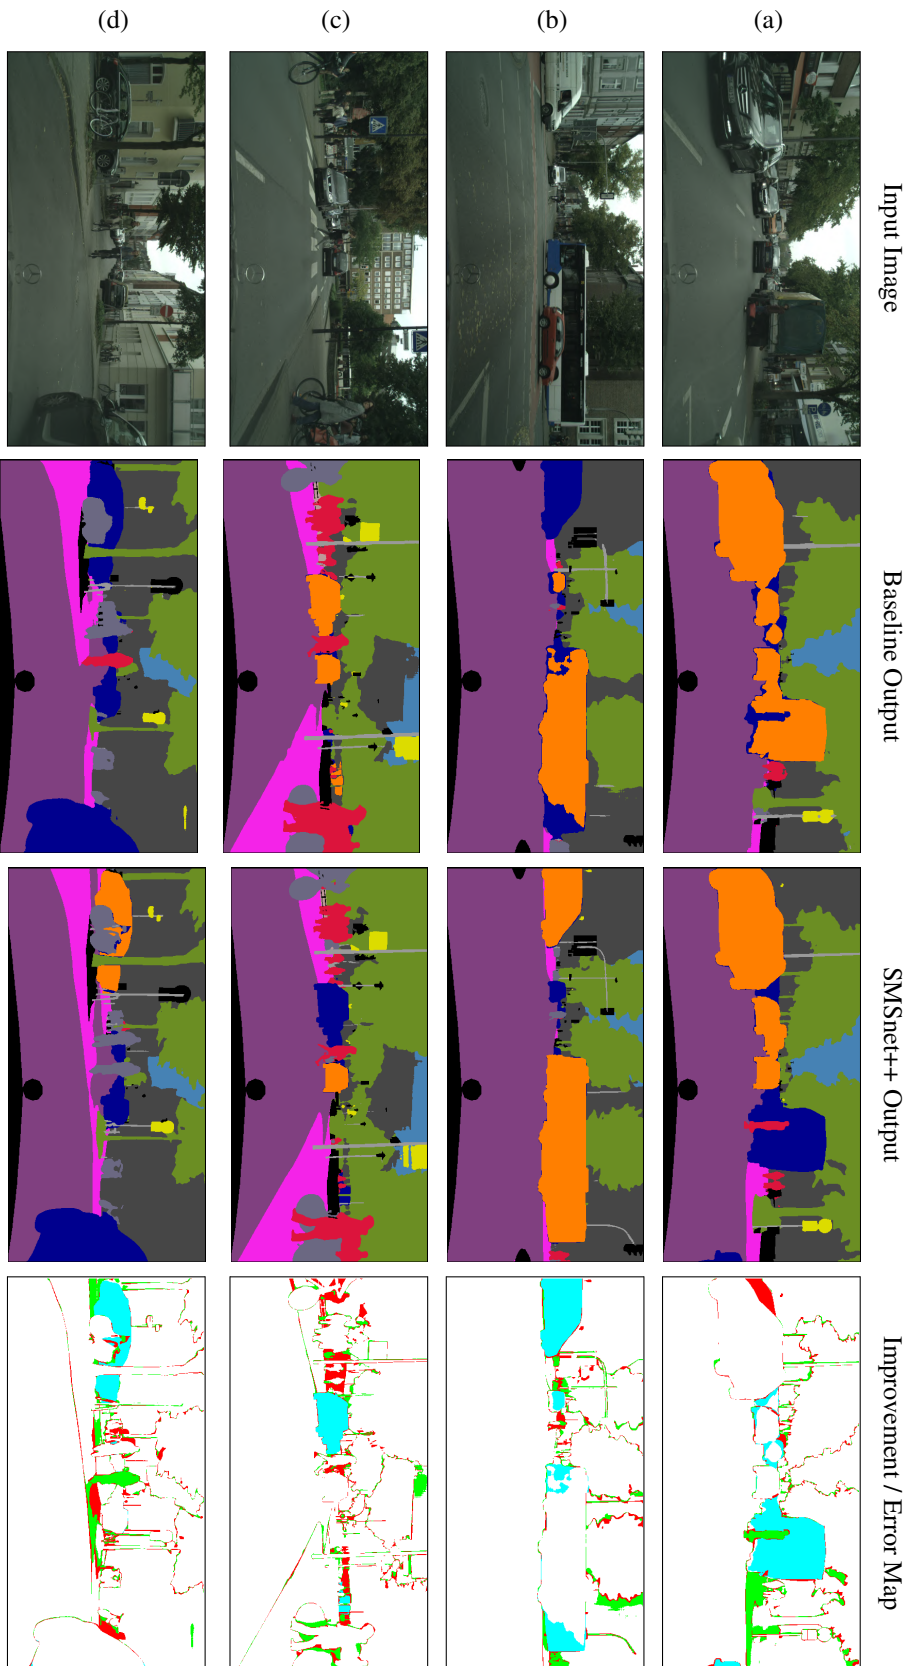 Input Image
Baseline Output
SMSnet++ Output
Improvement / Error Map
(a)
(b)
(c)
(d)